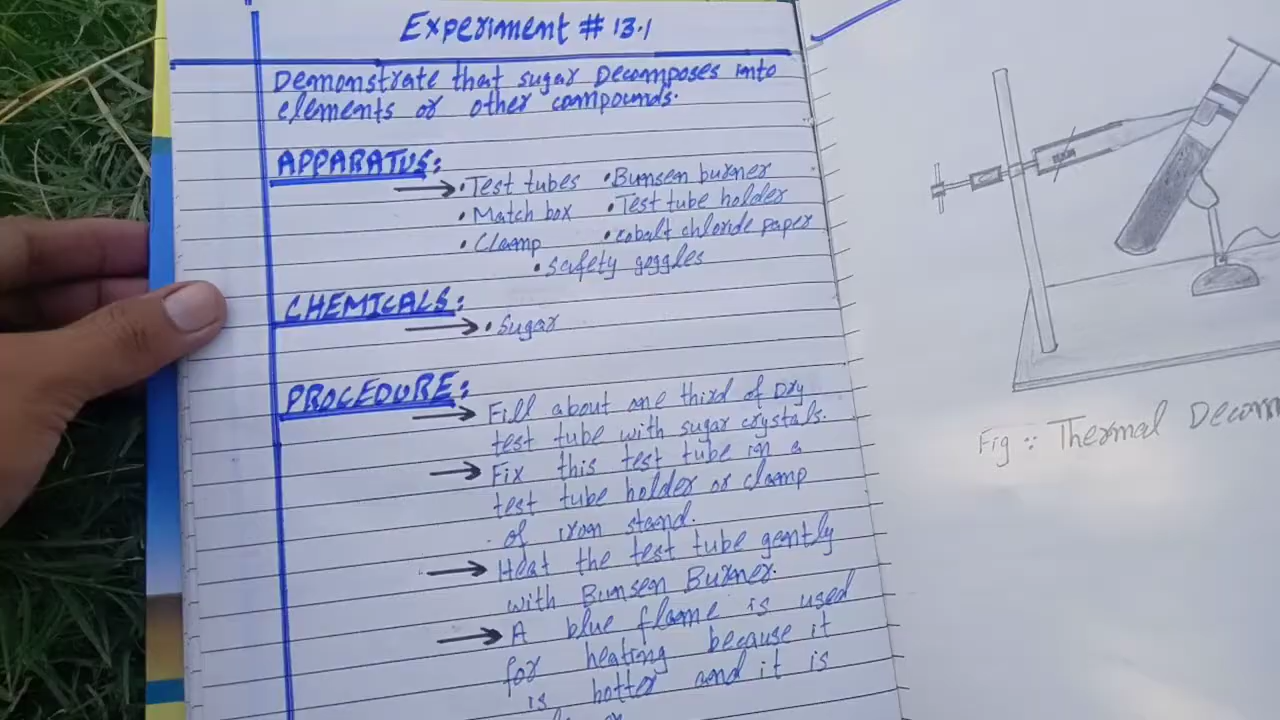 Experiment # 13.1
Demonstrate that sugar Decomposes into
elements or other compounds.
APPARATUS:
→ • Test tubes • Bunsen burner
• Match box • Test tube holder
• Clamp • cobalt chloride paper
• safety goggles
CHEMICALS:
→ • Sugar
PROCEDURE:
→ Fill about one third of Dry
test tube with sugar crystals.
→ Fix this test tube in a
test tube holder or clamp
of iron stand.
→ Heat the test tube gently
with Bunsen Burner.
→ A blue flame is used
for heating because it
is hotter and it is
Fig :: Thermal Decom